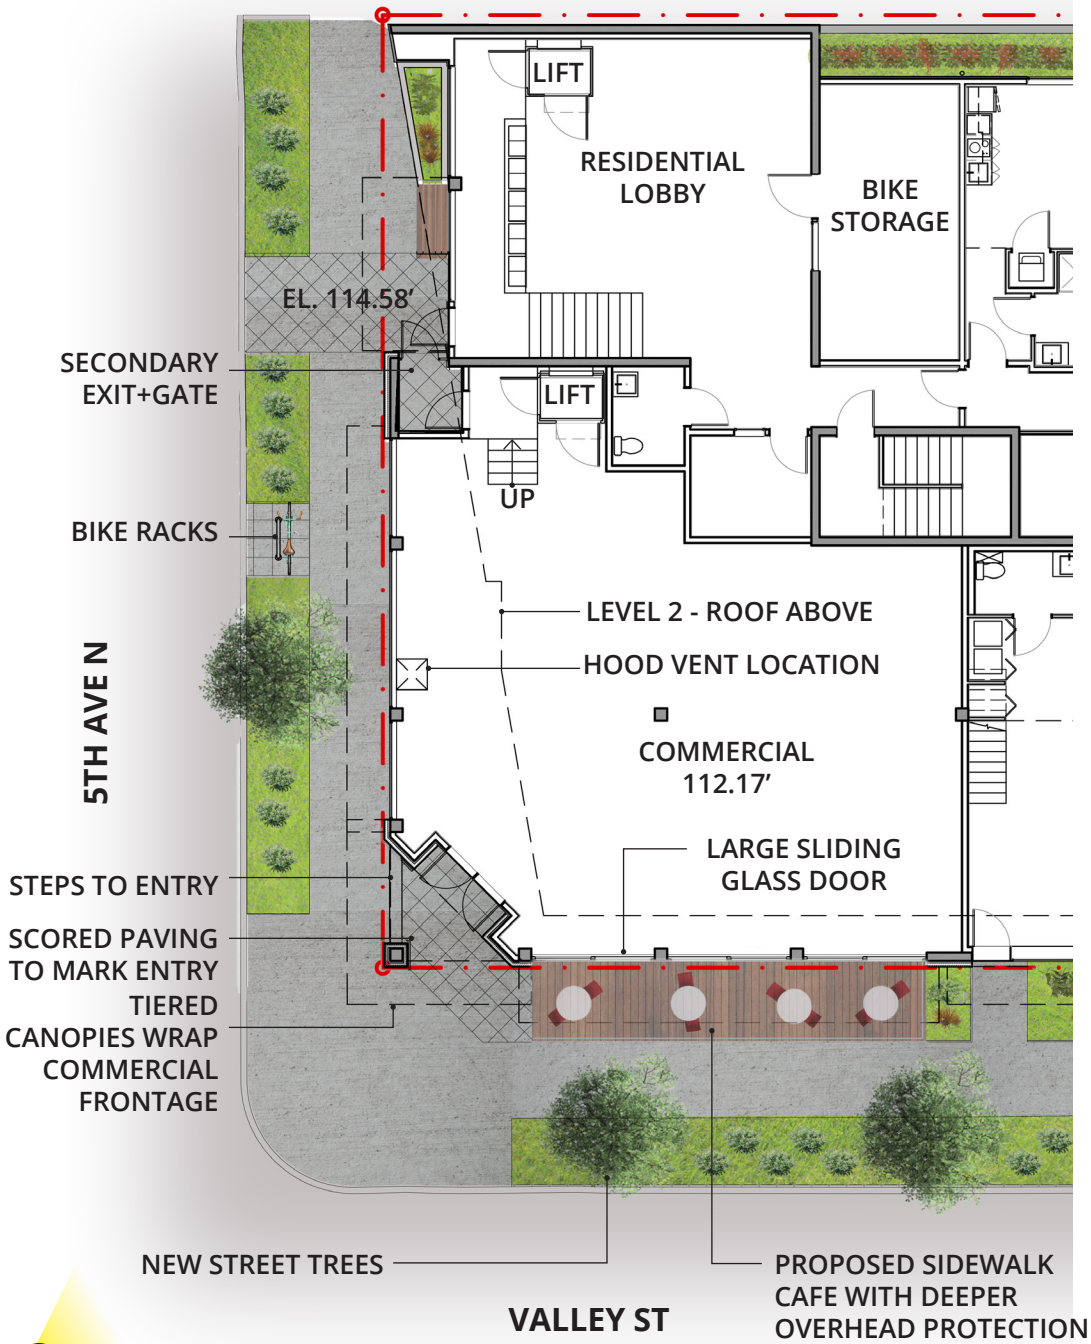 LIFT
RESIDENTIAL
LOBBY
BIKE
STORAGE
EL. 114.58'
SECONDARY
EXIT+GATE
LIFT
UP
BIKE RACKS
LEVEL 2 - ROOF ABOVE
HOOD VENT LOCATION
5TH AVE N
COMMERCIAL
112.17'
LARGE SLIDING
GLASS DOOR
STEPS TO ENTRY
SCORED PAVING
TO MARK ENTRY
TIERED
CANOPIES WRAP
COMMERCIAL
FRONTAGE
NEW STREET TREES
PROPOSED SIDEWALK
CAFE WITH DEEPER
OVERHEAD PROTECTION
VALLEY ST